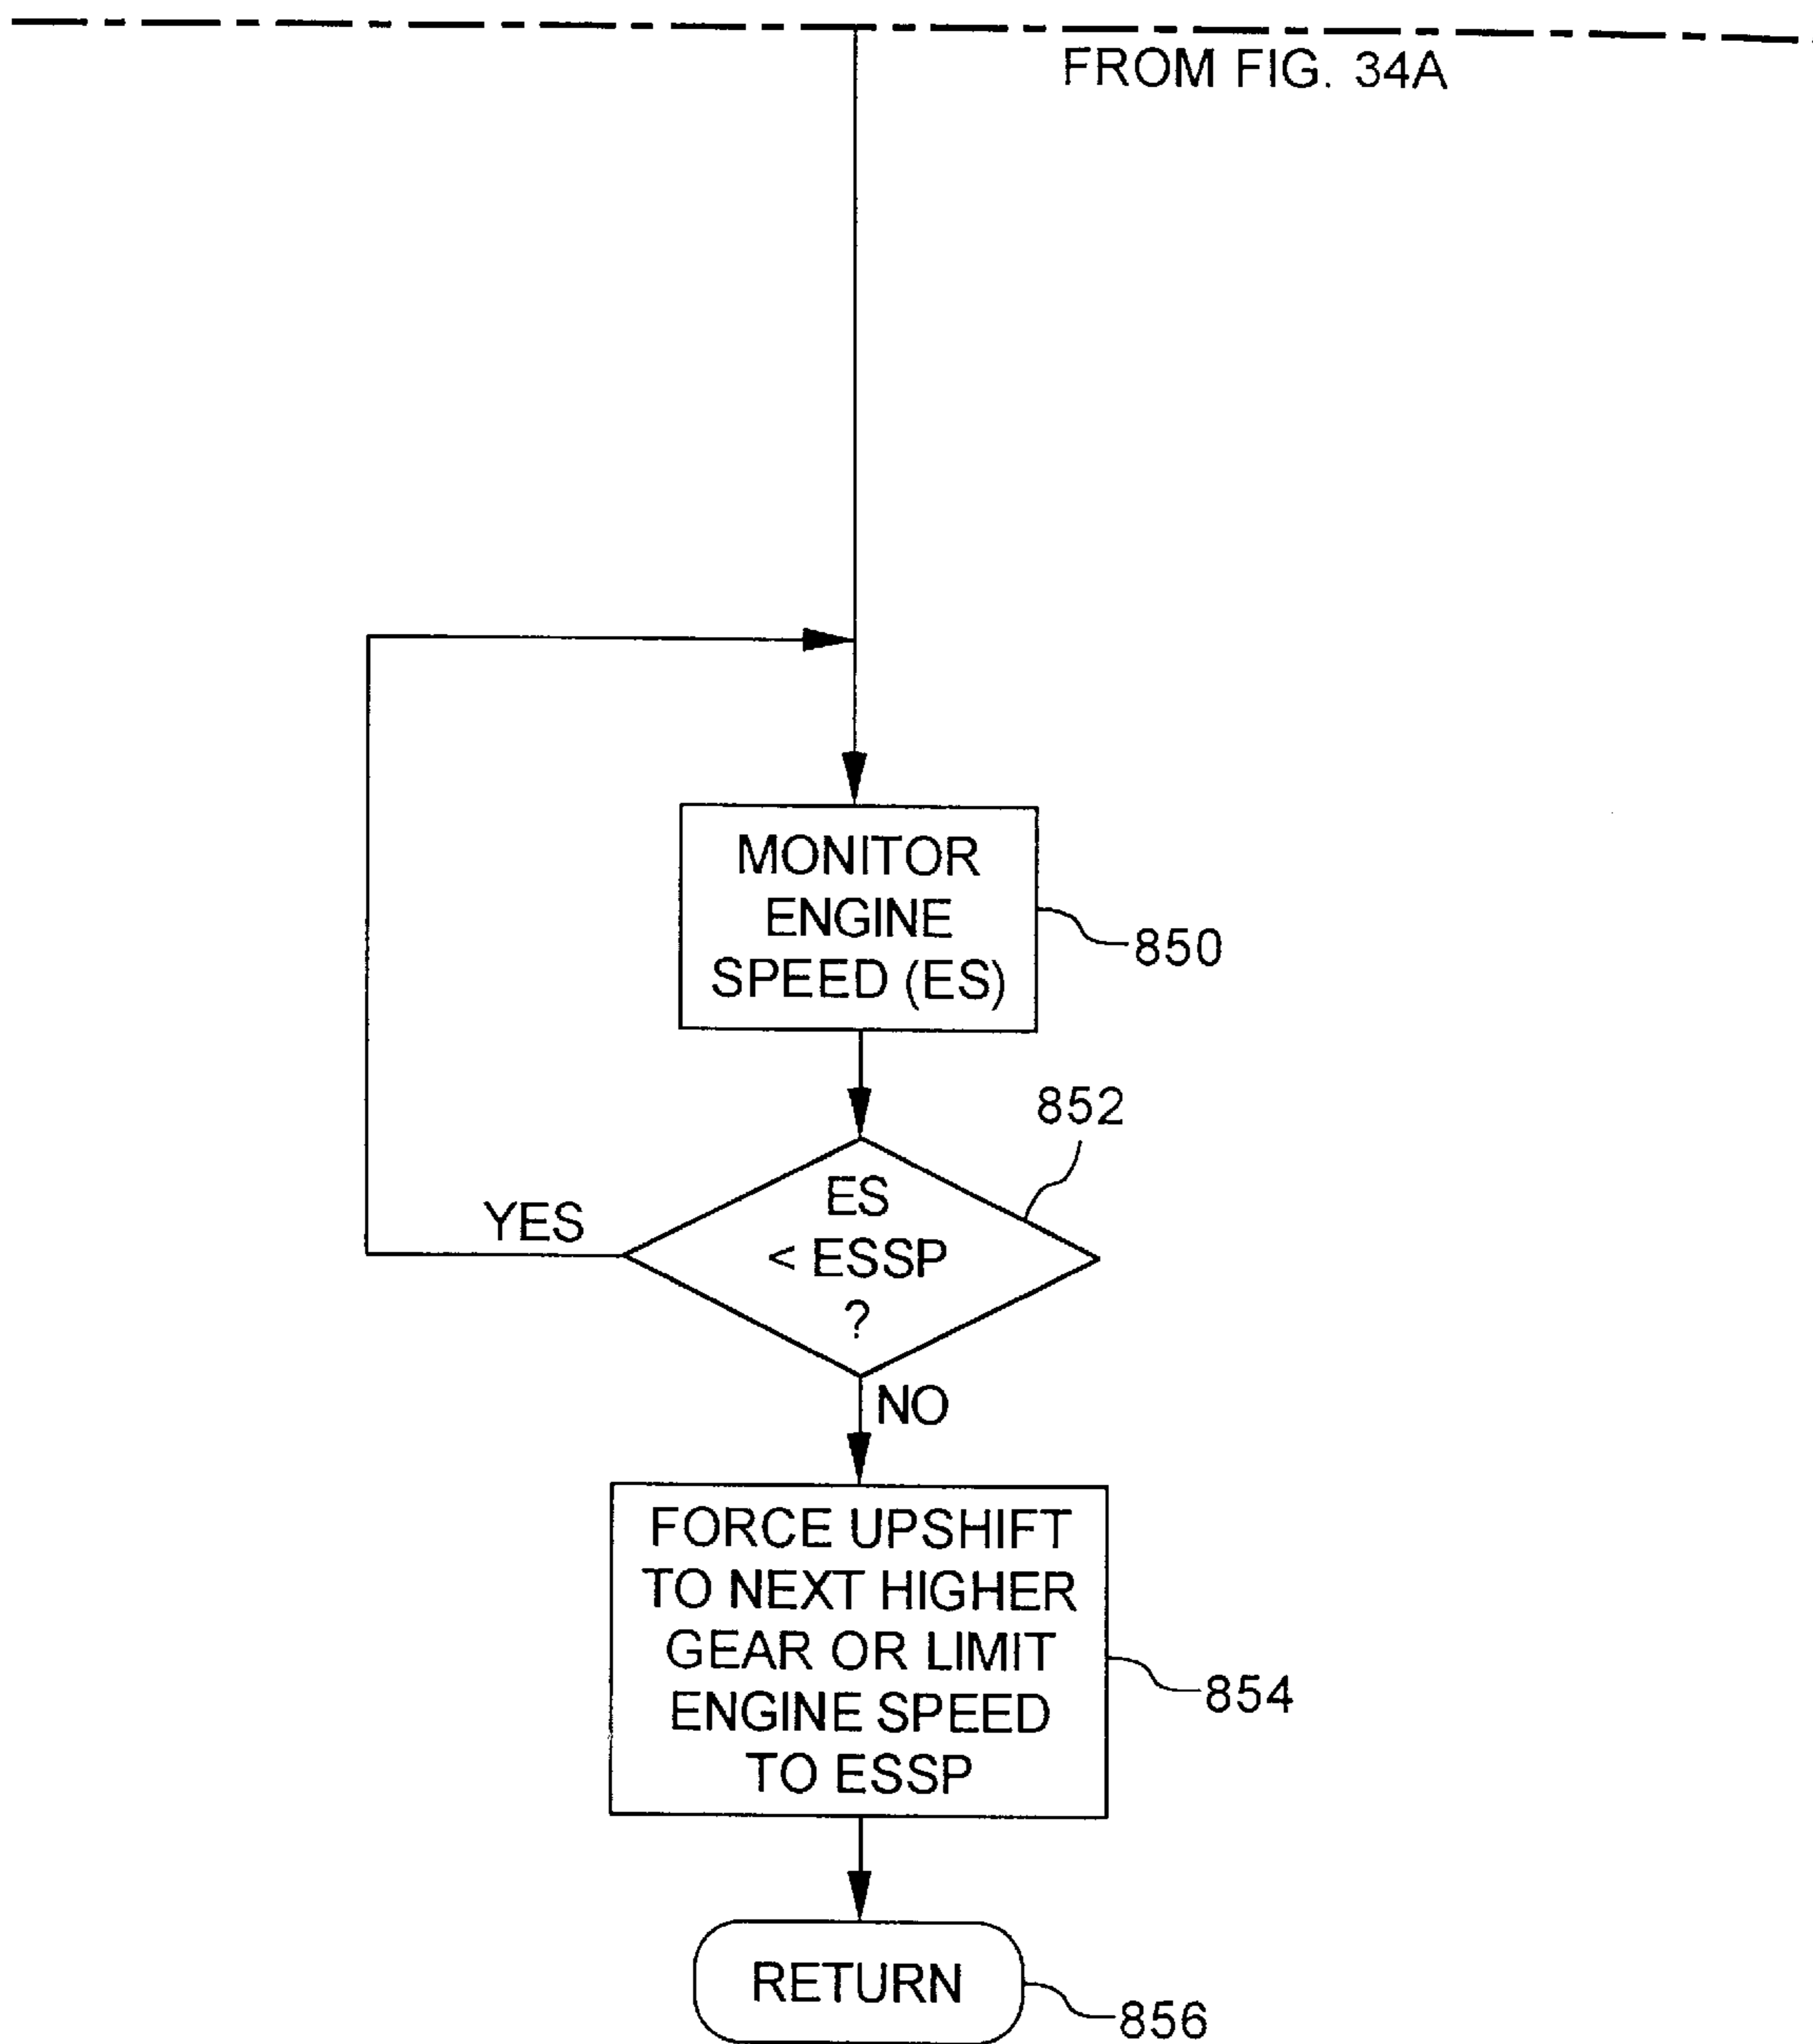 FROM FIG. 34A
MONITOR
ENGINE
SPEED (ES)
850
852
ES
< ESSP
?
YES
NO
FORCE UPSHIFT
TO NEXT HIGHER
GEAR OR LIMIT
ENGINE SPEED
TO ESSP
854
RETURN
856